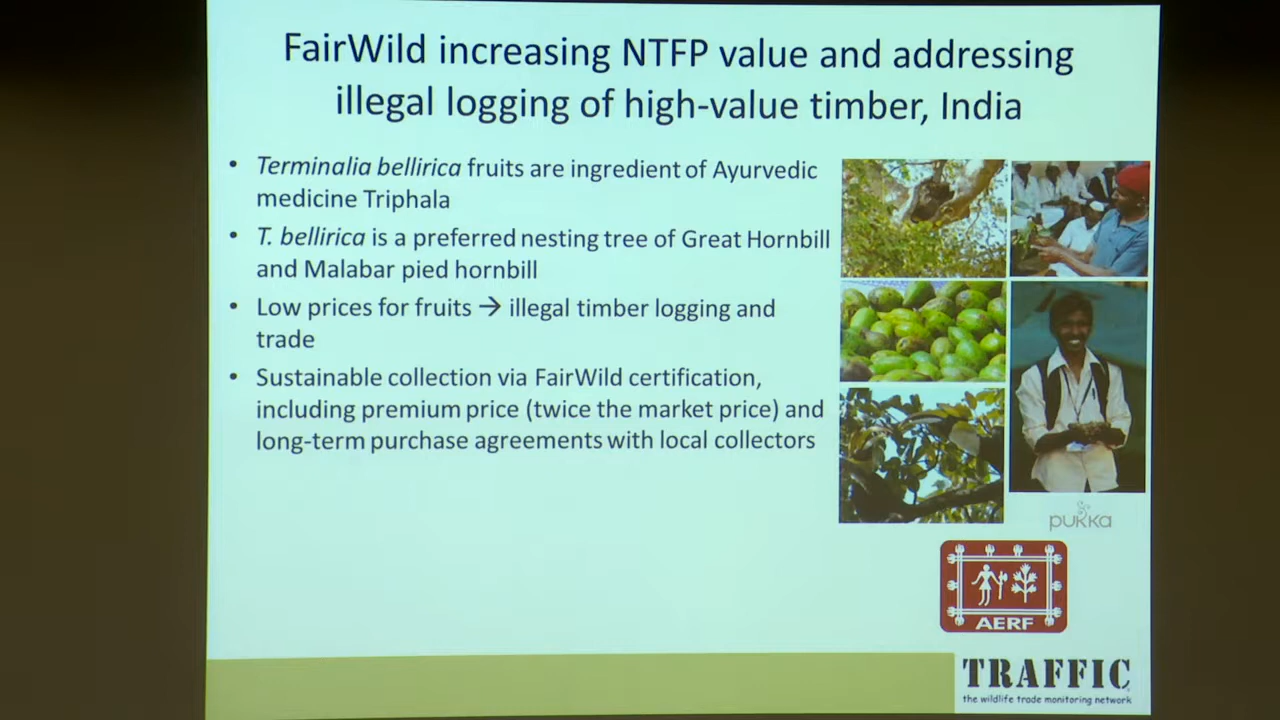 FairWild increasing NTFP value and addressing
illegal logging of high-value timber, India
• Terminalia bellirica fruits are ingredient of Ayurvedic
medicine Triphala
• T. bellirica is a preferred nesting tree of Great Hornbill
and Malabar pied hornbill
• Low prices for fruits → illegal timber logging and
trade
• Sustainable collection via FairWild certification,
including premium price (twice the market price) and
long-term purchase agreements with local collectors
pukka
AERF
TRAFFIC
the wildlife trade monitoring network